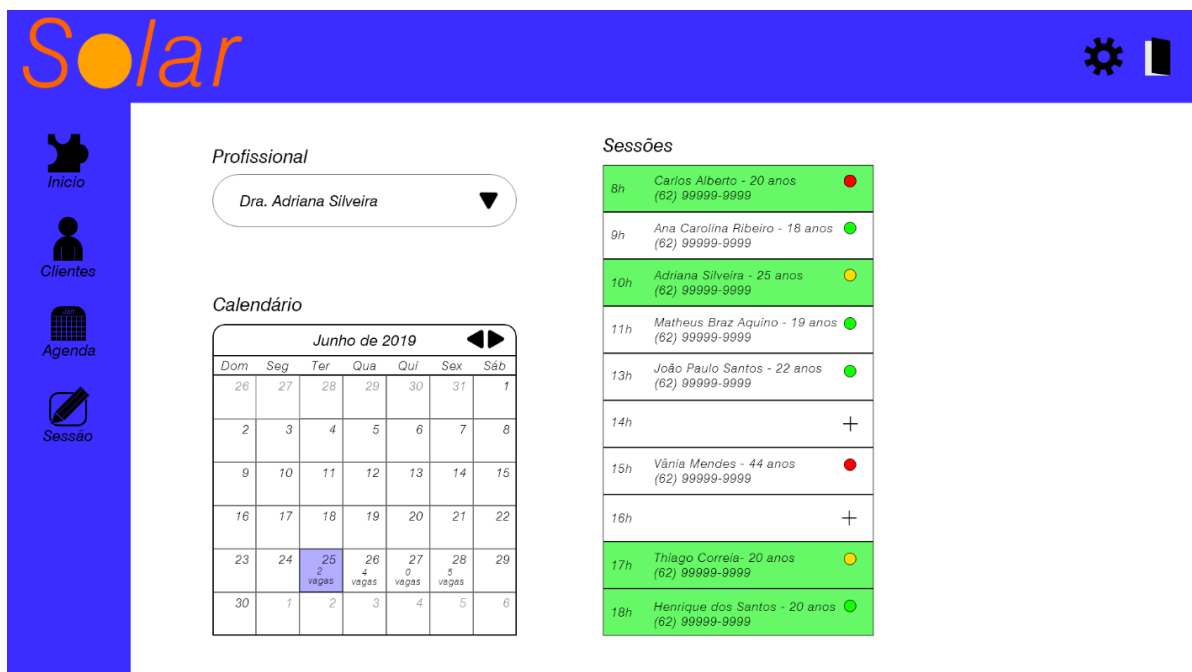 Solar
Inicio
Clientes
Jan
Agenda
Sessão
Profissional
Dra. Adriana Silveira
Calendário
Junho de 2019
Dom Seg Ter Qua Qui Sex Sáb
26 27 28 29 30 31 1
2 3 4 5 6 7 8
9 10 11 12 13 14 15
16 17 18 19 20 21 22
23 24 25 26 27 28 29
2 4 0 5
vagas vagas vagas vagas
30 1 2 3 4 5 6
Sessões
8h Carlos Alberto - 20 anos
(62) 99999-9999
9h Ana Carolina Ribeiro - 18 anos
(62) 99999-9999
10h Adriana Silveira - 25 anos
(62) 99999-9999
11h Matheus Braz Aquino - 19 anos
(62) 99999-9999
13h João Paulo Santos - 22 anos
(62) 99999-9999
14h +
15h Vânia Mendes - 44 anos
(62) 99999-9999
16h +
17h Thiago Correia- 20 anos
(62) 99999-9999
18h Henrique dos Santos - 20 anos
(62) 99999-9999